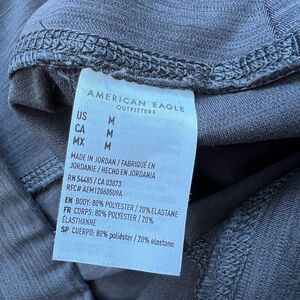 AMERICAN EAGLE
OUTFITTERS
US M
CA M
MX M
MADE IN JORDAN / FABRIQUÉ EN
JORDANIE / HECHO EN JORDANIA
RN 54485 / CA 03873
RFC# AEM120605U9A
EN BODY: 80% POLYESTER / 20% ELASTANE
FR CORPS: 80% POLYESTER / 20%
ÉLASTHANNE
SP CUERPO: 80% poliéster / 20% elastano